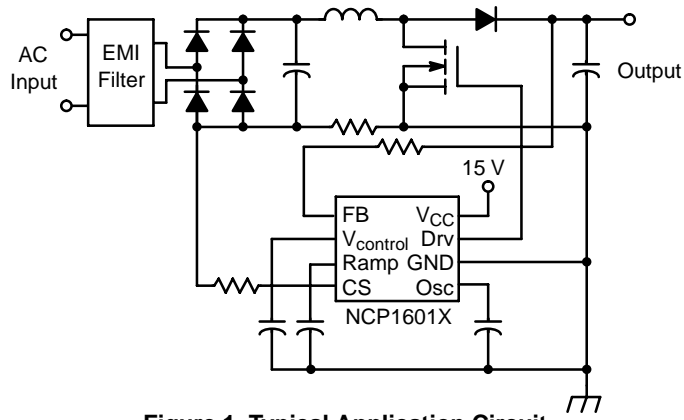 AC
Input
EMI
Filter
Output
15 V
FB
VCC
Vcontrol
Drv
Ramp
GND
CS
Osc
NCP1601X
Figure 1. Typical Application Circuit